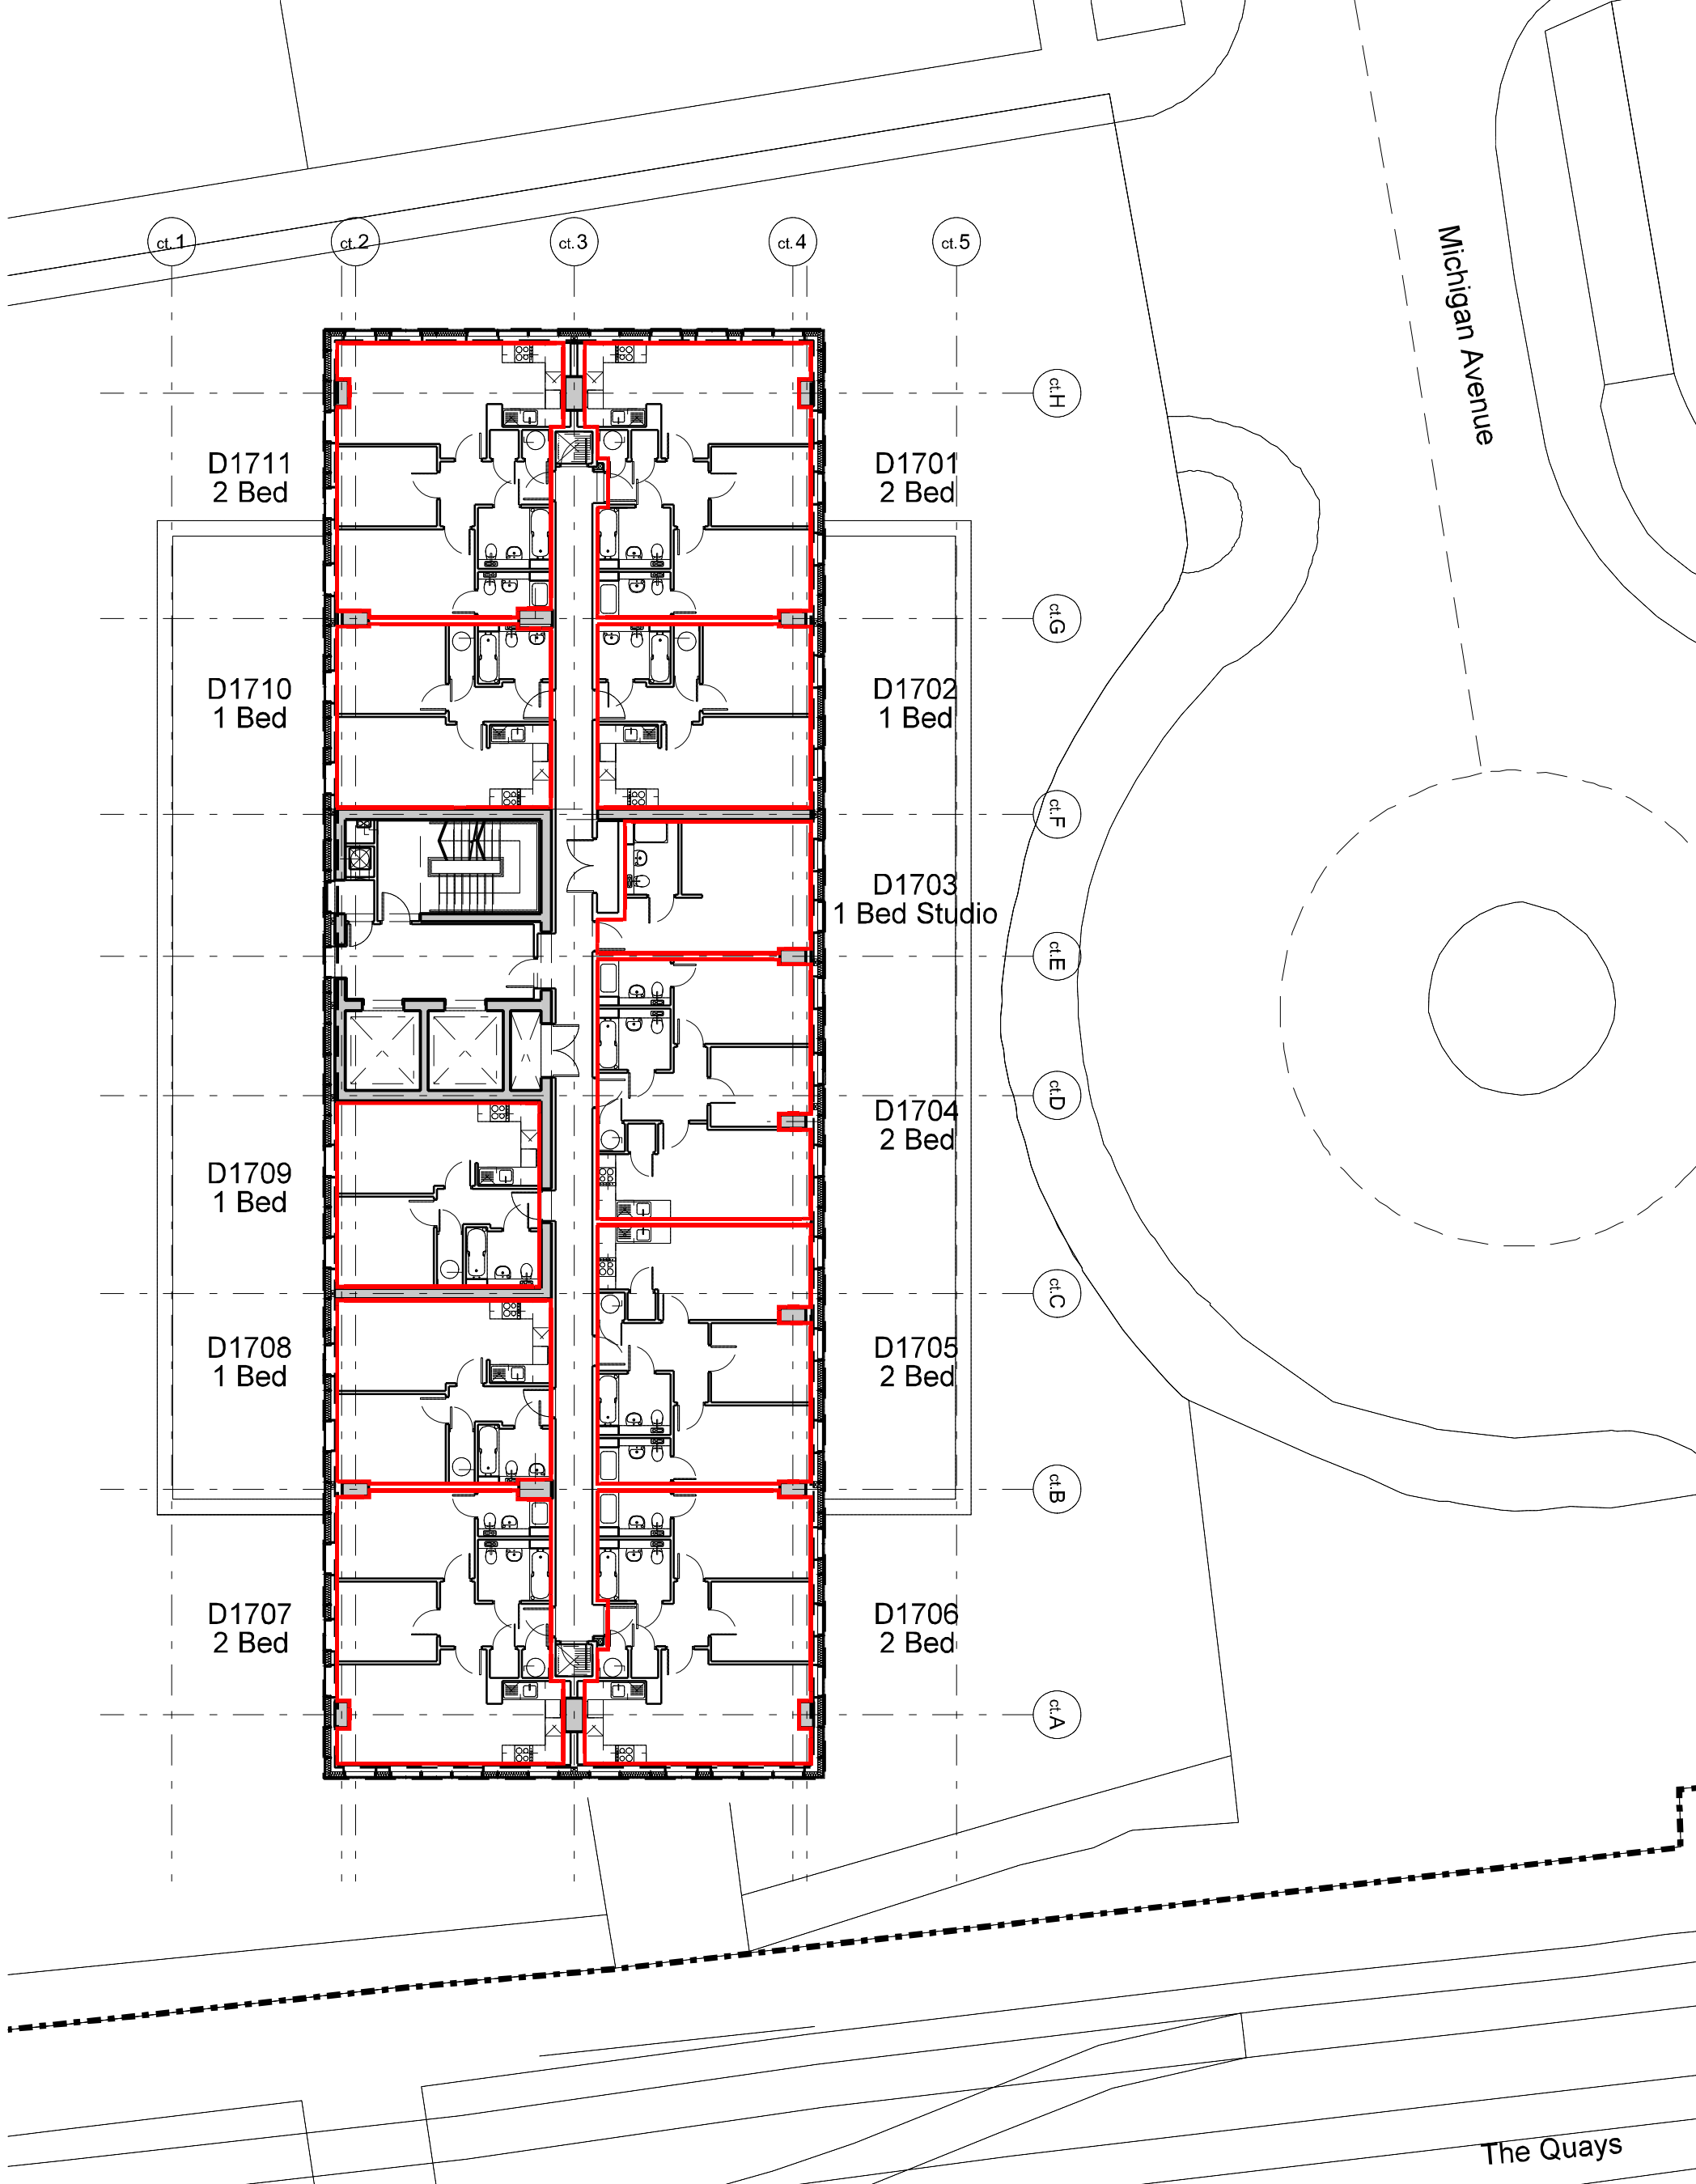 ct.1
ct.2
ct.3
ct.4
ct.5
Michigan Avenue
ct.H
D1711
2 Bed
D1701
2 Bed
ct.G
D1710
1 Bed
D1702
1 Bed
ct.F
D1703
1 Bed Studio
ct.E
ct.D
D1704
2 Bed
D1709
1 Bed
ct.C
D1708
1 Bed
D1705
2 Bed
ct.B
D1707
2 Bed
D1706
2 Bed
ct.A
The Quays